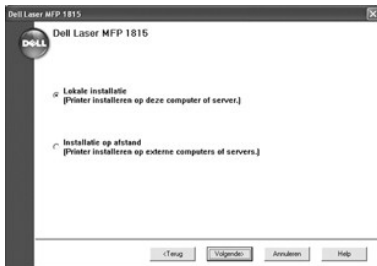 Dell Laser MFP 1815
DELL
Dell Laser MFP 1815
Lokale installatie
(Printer installeren op deze computer of server.)
Installatie op afstand
(Printer installeren op externe computers of servers.)
<Terug Volgende> Annuleren Help